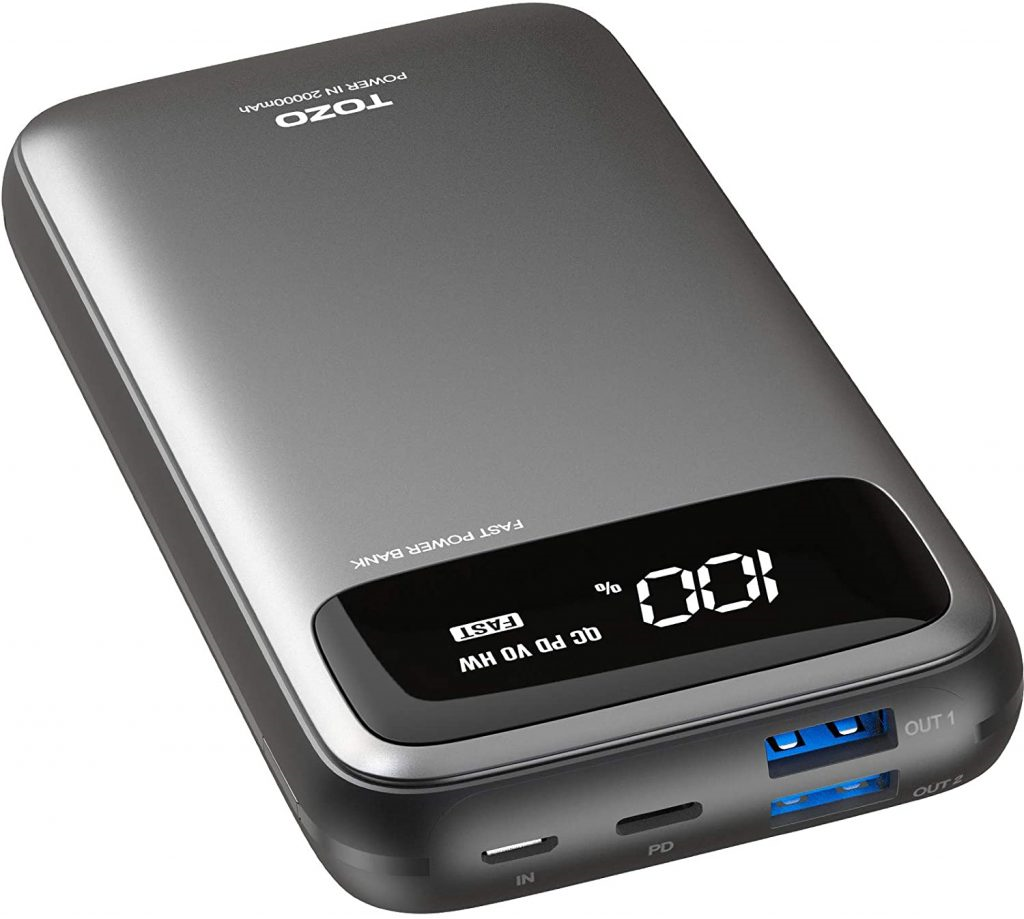 TOZO
POWER IN 20000mAh
FAST POWER BANK
100%
FAST
QC PD VO HW
OUT 1
OUT 2
PD
IN